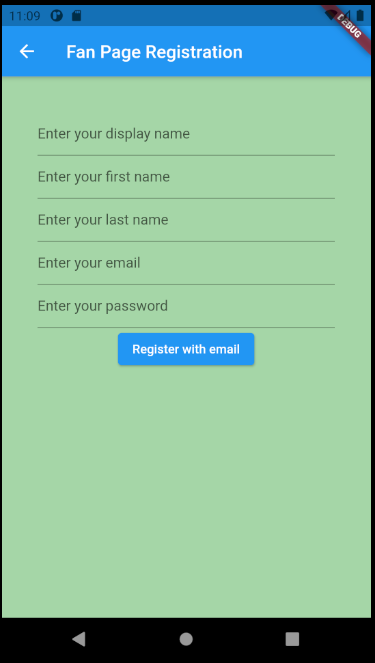 11:09
DEBUG
Fan Page Registration
Enter your display name
Enter your first name
Enter your last name
Enter your email
Enter your password
Register with email